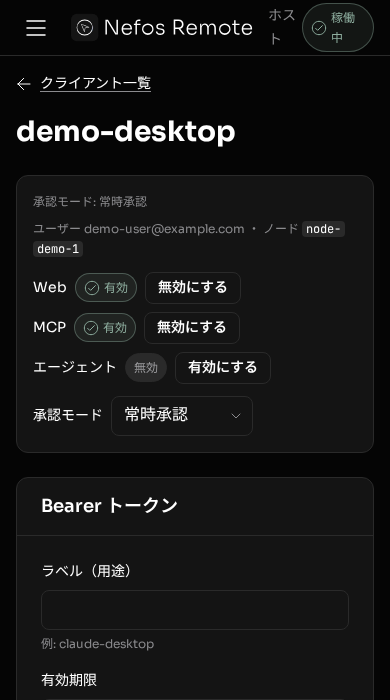 Nefos Remote
ホス
ト
稼働
中
クライアント一覧
demo-desktop
承認モード: 常時承認
ユーザー demo-user@example.com ・ ノード node-
demo-1
Web 有効 無効にする
MCP 有効 無効にする
エージェント 無効 有効にする
承認モード 常時承認
Bearer トークン
ラベル（用途）
例: claude-desktop
有効期限